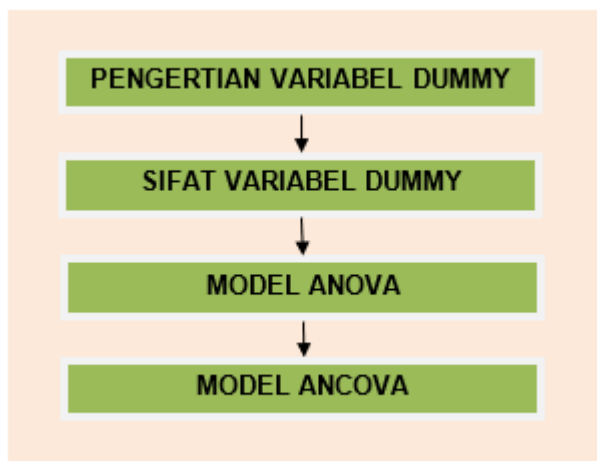 PENGERTIAN VARIABEL DUMMY
SIFAT VARIABEL DUMMY
MODEL ANOVA
MODEL ANCOVA